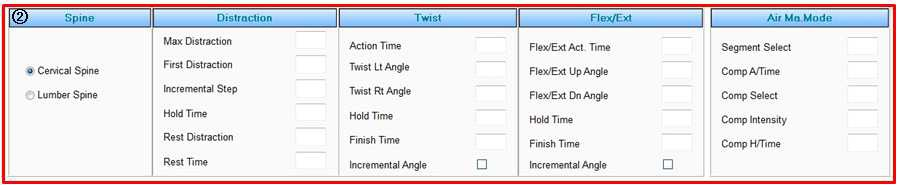 ② Spine
Cervical Spine
Lumber Spine
Distraction
Max Distraction
First Distraction
Incremental Step
Hold Time
Rest Distraction
Rest Time
Twist
Action Time
Twist Lt Angle
Twist Rt Angle
Hold Time
Finish Time
Incremental Angle
Flex/Ext
Flex/Ext Act. Time
Flex/Ext Up Angle
Flex/Ext Dn Angle
Hold Time
Finish Time
Incremental Angle
Air Ma.Mode
Segment Select
Comp A/Time
Comp Select
Comp Intensity
Comp H/Time